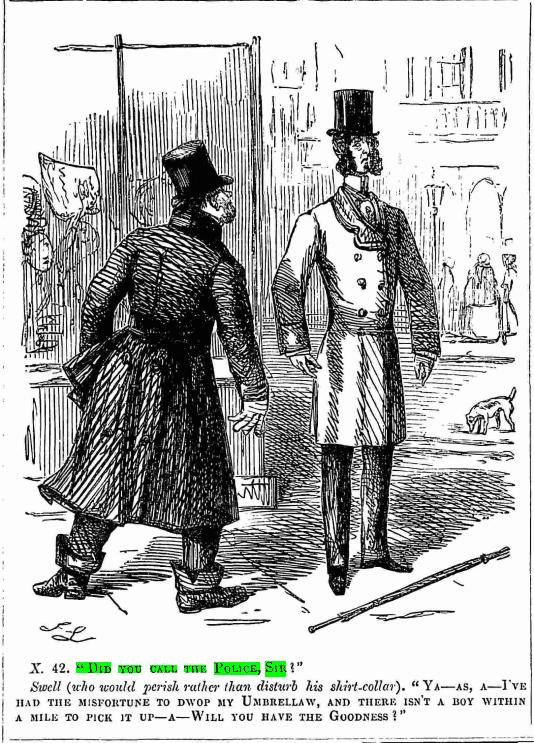 X. 42. "DID YOU CALL THE POLICE, SIR?"
Swell (who would perish rather than disturb his shirt-collar). "YA—AS, A—I'VE
HAD THE MISFORTUNE TO DWOP MY UMBRELLAW, AND THERE ISN'T A BOY WITHIN
A MILE TO PICK IT UP—A—WILL YOU HAVE THE GOODNESS?"